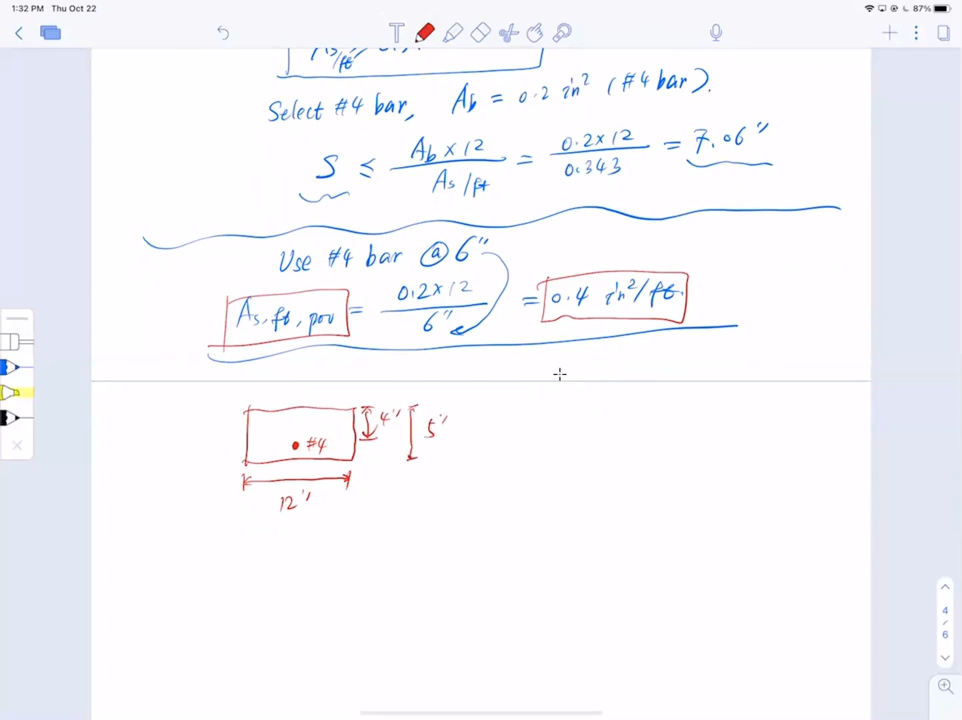 1:32 PM Thu Oct 22
87%
As/ft
Select #4 bar, Ab = 0.2 in² (#4 bar).
S ≤ Ab × 12 / As/ft = 0.2×12 / 0.343 = 7.06"
Use #4 bar @ 6"
As, ft, pov = 0.2×12 / 6" = 0.4 in²/ft.
4" 5"
#4
12"
4
/
6